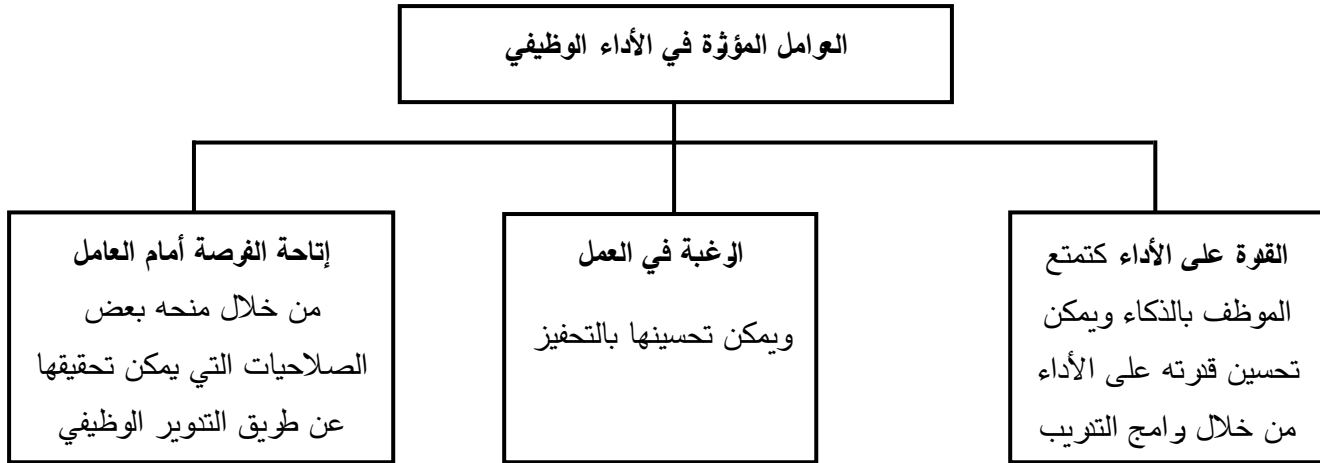 العوامل المؤثرة في الأداء الوظيفي
القدرة على الأداء كتمتع
الموظف بالذكاء ويمكن
تحسين قدرته على الأداء
من خلال وامج التدريب
الرغبة في العمل
ويمكن تحسينها بالتحفيز
إتاحة الفرصة أمام العامل
من خلال منحه بعض
الصلاحيات التي يمكن تحقيقها
عن طريق التدوير الوظيفي